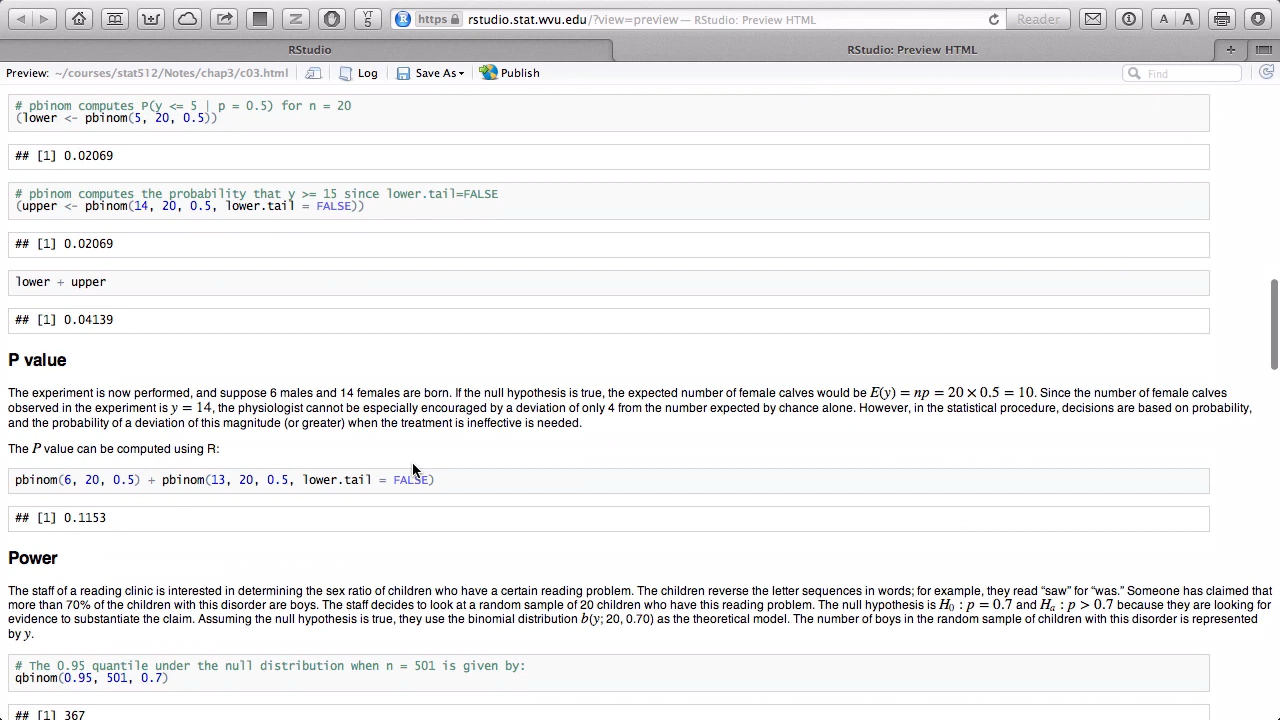 YT
5
https rstudio.stat.wvu.edu/?view=preview — RStudio: Preview HTML
Reader
A A
RStudio
RStudio: Preview HTML
Preview: ~/courses/stat512/Notes/chap3/c03.html Log Save As Publish Find
# pbinom computes P(y <= 5 | p = 0.5) for n = 20
(lower <- pbinom(5, 20, 0.5))
## [1] 0.02069
# pbinom computes the probability that y >= 15 since lower.tail=FALSE
(upper <- pbinom(14, 20, 0.5, lower.tail = FALSE))
## [1] 0.02069
lower + upper
## [1] 0.04139
P value
The experiment is now performed, and suppose 6 males and 14 females are born. If the null hypothesis is true, the expected number of female calves would be E(y) = np = 20 × 0.5 = 10. Since the number of female calves
observed in the experiment is y = 14, the physiologist cannot be especially encouraged by a deviation of only 4 from the number expected by chance alone. However, in the statistical procedure, decisions are based on probability,
and the probability of a deviation of this magnitude (or greater) when the treatment is ineffective is needed.
The P value can be computed using R:
pbinom(6, 20, 0.5) + pbinom(13, 20, 0.5, lower.tail = FALSE)
## [1] 0.1153
Power
The staff of a reading clinic is interested in determining the sex ratio of children who have a certain reading problem. The children reverse the letter sequences in words; for example, they read “saw” for “was.” Someone has claimed that
more than 70% of the children with this disorder are boys. The staff decides to look at a random sample of 20 children who have this reading problem. The null hypothesis is H0 : p = 0.7 and Ha : p > 0.7 because they are looking for
evidence to substantiate the claim. Assuming the null hypothesis is true, they use the binomial distribution b(y; 20, 0.70) as the theoretical model. The number of boys in the random sample of children with this disorder is represented
by y.
# The 0.95 quantile under the null distribution when n = 501 is given by:
qbinom(0.95, 501, 0.7)
## [1] 367